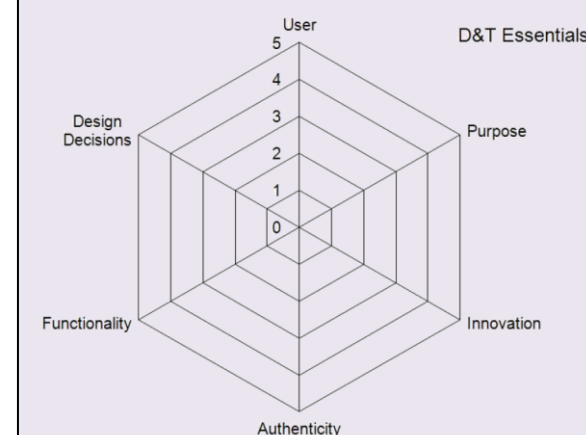 User
D&T Essentials
5
4
3
2
1
0
Design
Decisions
Purpose
Functionality
Innovation
Authenticity